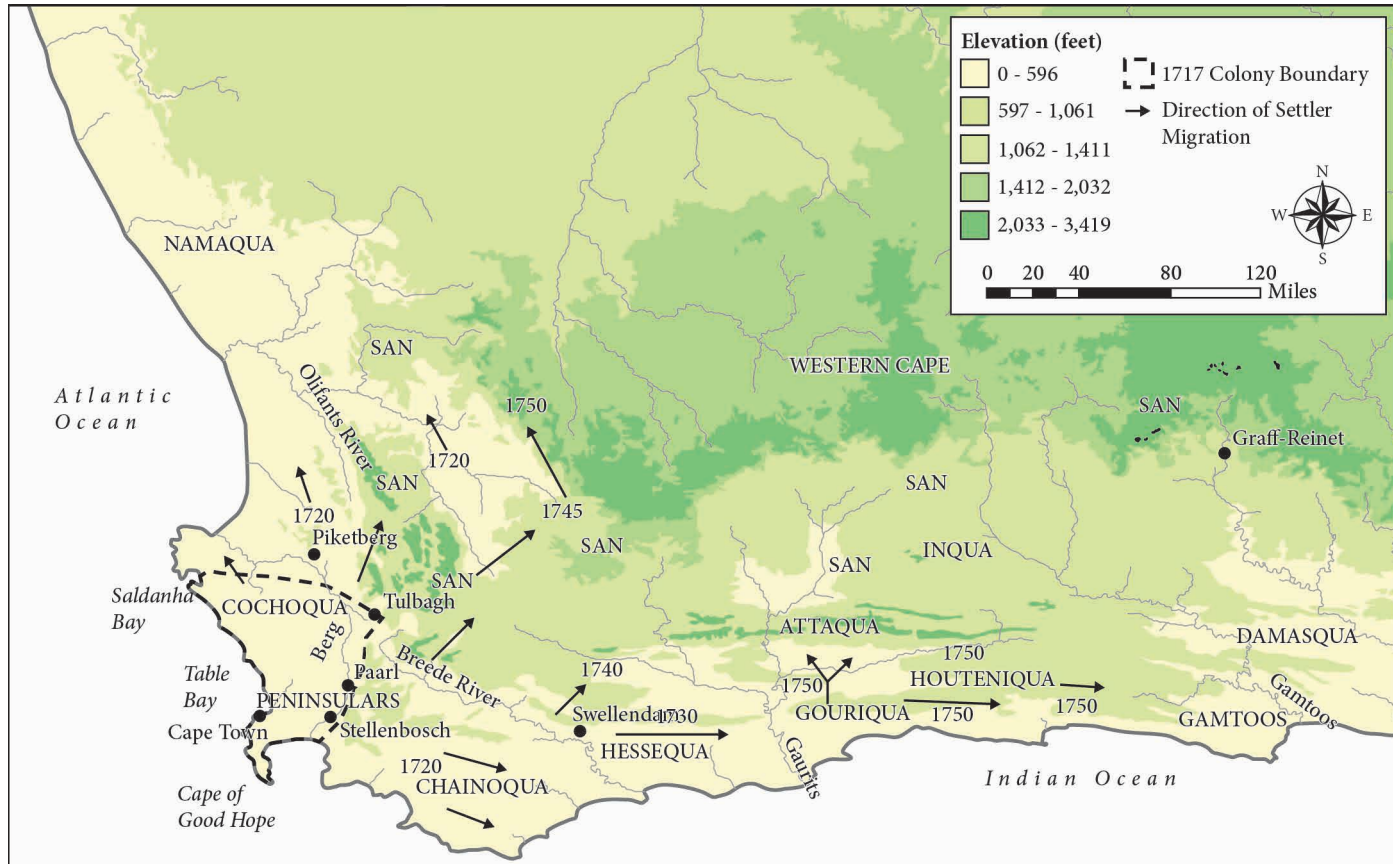 Elevation (feet)
0 - 596
597 - 1,061
1,062 - 1,411
1,412 - 2,032
2,033 - 3,419
1717 Colony Boundary
Direction of Settler
Migration
N
W
E
S
0 20 40 80 120
Miles
NAMAQUA
SAN
WESTERN CAPE
Atlantic
Ocean
Olifants River
1750
SAN
Graff-Reinet
1720
SAN
SAN
1720
1745
Piketberg
SAN
INQUA
SAN
SAN
Saldanha
Bay
COCHOQUA
Tulbagh
ATTAQUA
DAMASQUA
Berg
Breede River
1740
1750
Table
Bay
Paarl
1750
HOUTENIQUA
PENINSULARS
1750
Gamtoos
Cape Town
Stellenbosch
Swellendam
1730
GOURIQUA
1750
GAMTOOS
HESSEQUA
Gaurits
1720
CHAINOQUA
Indian Ocean
Cape of
Good Hope